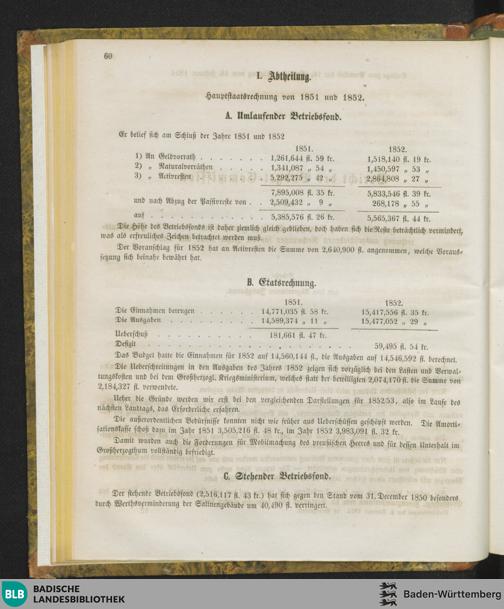 60
I. Abtheilung.
Hauptstaatsrechnung von 1851 und 1852.
A. Umlaufender Betriebsfond.
Er belief sich am Schluß der Jahre 1851 und 1852
1851. 1852.
1) An Geldvorrath . . . . . . . 1,261,644 fl. 59 kr. 1,518,140 fl. 19 kr.
2) „ Naturalvorräthen . . . . . 1,341,087 „ 54 „ 1,450,597 „ 53 „
3) „ Activresten . . . . . . . 5,292,275 „ 42 „ 2,864,808 „ 27 „
7,895,008 fl. 35 kr. 5,833,546 fl. 39 kr.
und nach Abzug der Passivreste von . . 2,509,432 „ 9 „ 268,178 „ 55 „
auf . . . . . . . . . . . 5,385,576 fl. 26 kr. 5,565,367 fl. 44 kr.
Die Höhe des Betriebsfonds ist daher ziemlich gleich geblieben, doch haben sich die Reste beträchtlich vermindert,
was als erfreuliches Zeichen betrachtet werden muß.
Der Voranschlag für 1852 hat an Activresten die Summe von 2,640,900 fl. angenommen, welche Voraus-
setzung sich beinahe bewährt hat.
B. Etatsrechnung.
1851. 1852.
Die Einnahmen betrugen . . . . . . 14,771,035 fl. 58 kr. 15,417,556 fl. 35 kr.
Die Ausgaben . . . . . . . . . 14,589,374 „ 11 „ 15,477,052 „ 29 „
Ueberschuß . . . . . . . . . . 181,661 fl. 47 kr.
Defizit . . . . . . . . . . . 59,495 fl. 54 kr.
Das Budget hatte die Einnahmen für 1852 auf 14,560,144 fl., die Ausgaben auf 14,546,592 fl. berechnet.
Die Ueberschreitungen in den Ausgaben des Jahres 1852 zeigen sich vorzüglich bei den Lasten und Verwal-
tungskosten und bei dem Großherzogl. Kriegsministerium, welches statt der bewilligten 2,074,170 fl. die Summe von
2,184,327 fl. verwendete.
Ueber die Gründe werden wir erst bei den vergleichenden Darstellungen für 1852/53, also im Laufe des
nächsten Landtags, das Erforderliche erfahren.
Die außerordentlichen Bedürfnisse konnten nicht wie früher aus Ueberschüssen geschöpft werden. Die Amorti-
sationskasse schoß dazu im Jahr 1851 3,505,216 fl. 48 kr., im Jahr 1852 3,983,091 fl. 32 kr.
Damit wurden auch die Forderungen für Mobilmachung des preußischen Heeres und für dessen Unterhalt im
Großherzogthum vollständig befriedigt.
C. Stehender Betriebsfond.
Der stehende Betriebsfond (2,516,117 fl. 43 kr.) hat sich gegen den Stand vom 31. December 1850 besonders
durch Werthsverminderung der Salinengebäude um 40,490 fl. verringert.
BLB BADISCHE
LANDESBIBLIOTHEK
Baden-Württemberg